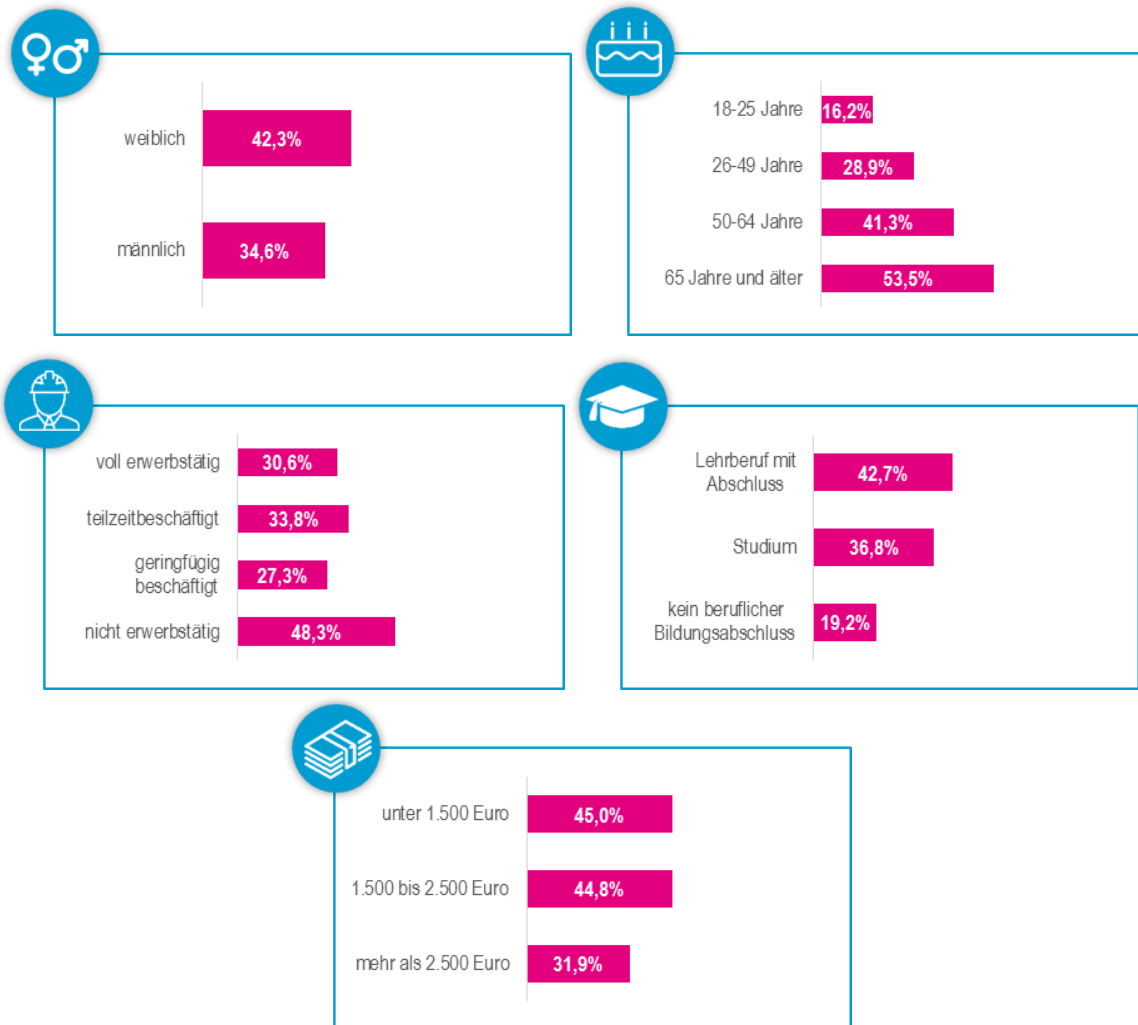 weiblich
42,3%
männlich
34,6%
18-25 Jahre
16,2%
26-49 Jahre
28,9%
50-64 Jahre
41,3%
65 Jahre und älter
53,5%
voll erwerbstätig
30,6%
teilzeitbeschäftigt
33,8%
geringfügig
beschäftigt
27,3%
nicht erwerbstätig
48,3%
Lehrberuf mit
Abschluss
42,7%
Studium
36,8%
kein beruflicher
Bildungsabschluss
19,2%
unter 1.500 Euro
45,0%
1.500 bis 2.500 Euro
44,8%
mehr als 2.500 Euro
31,9%